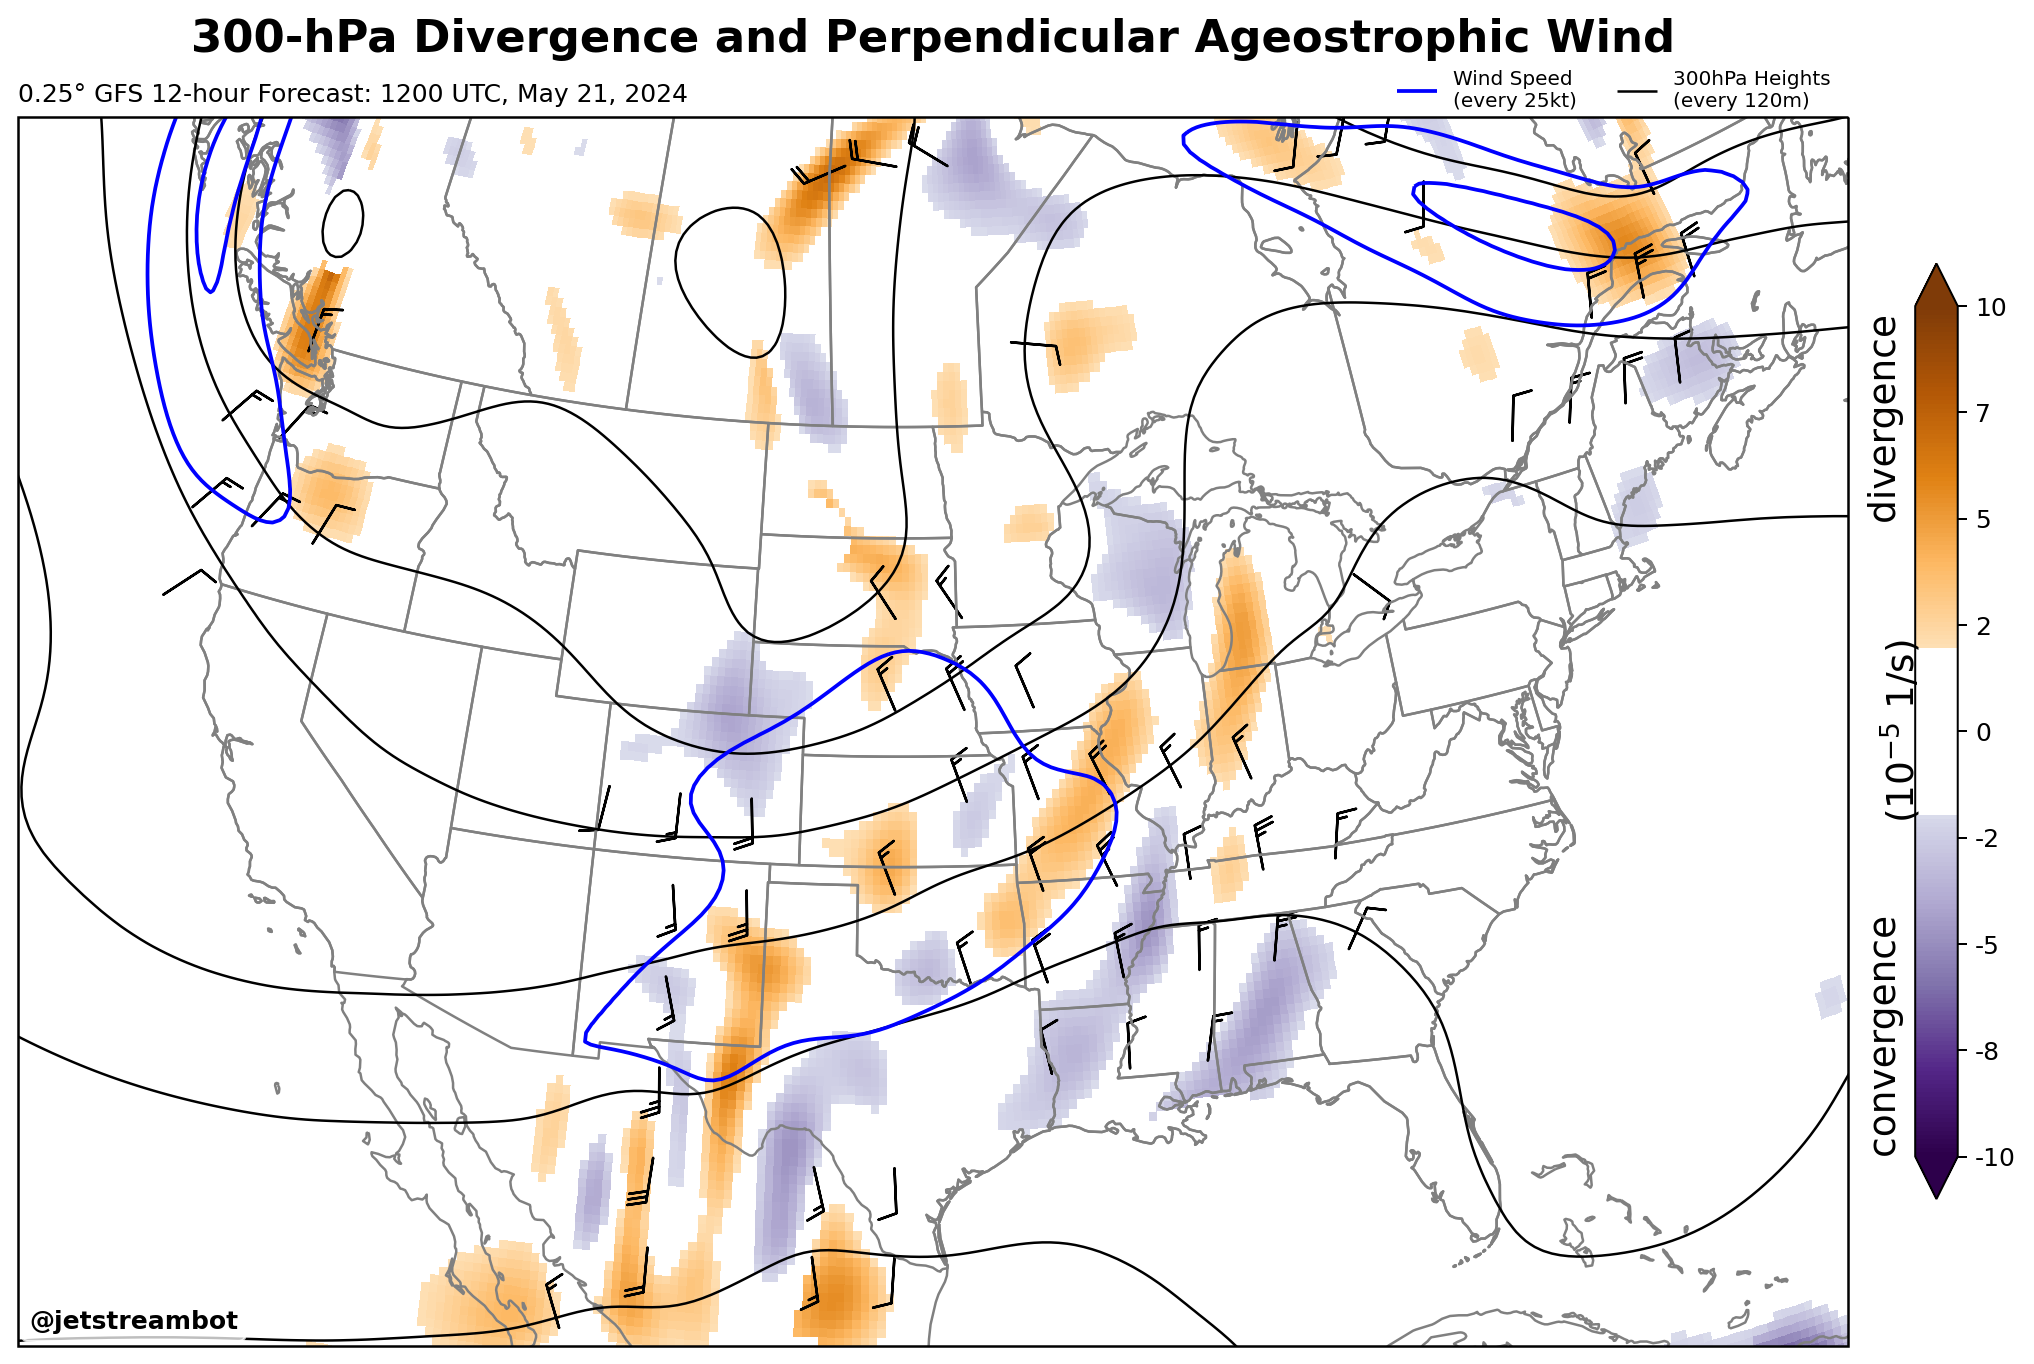 300-hPa Divergence and Perpendicular Ageostrophic Wind
0.25° GFS 12-hour Forecast: 1200 UTC, May 21, 2024
Wind Speed
(every 25kt)
300hPa Heights
(every 120m)
10
7
5
2
0
-2
-5
-8
-10
divergence
(10⁻⁵ 1/s)
convergence
@jetstreambot